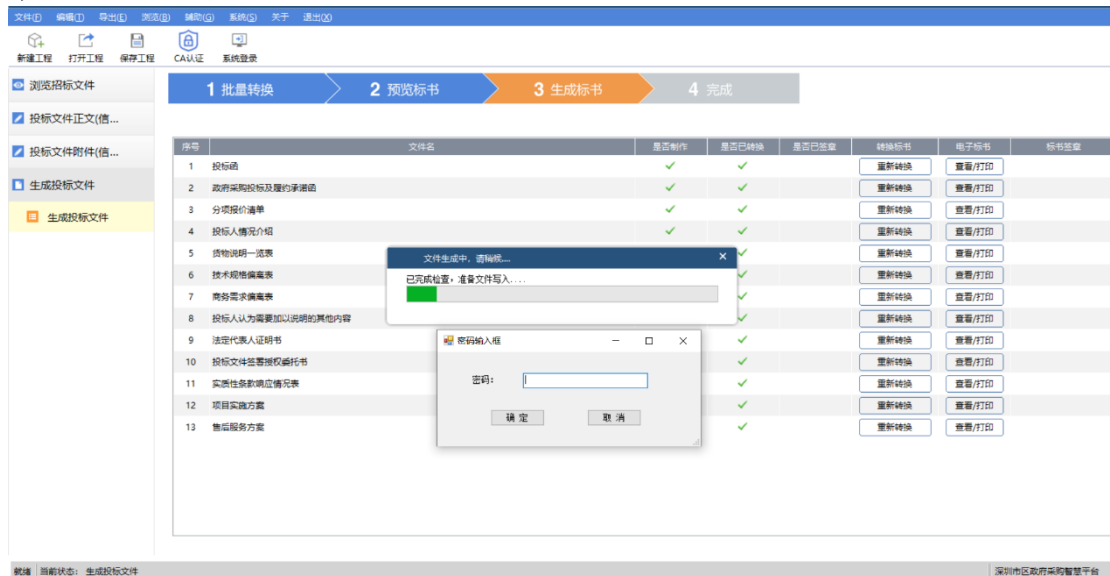 文件(F) 编辑(I) 导出(E) 浏览(B) 辅助(G) 系统(S) 关于 退出(X)
新建工程 打开工程 保存工程 CA认证 系统登录
浏览招标文件
投标文件正文(信...
投标文件附件(信...
生成投标文件
生成投标文件
1 批量转换 2 预览标书 3 生成标书 4 完成
序号 文件名 是否制作 是否已转换 是否已签章 转换标书 电子标书 标书签章
1 投标函 重新转换 查看/打印
2 政府采购投标及履约承诺函 重新转换 查看/打印
3 分项报价清单 重新转换 查看/打印
4 投标人情况介绍 重新转换 查看/打印
5 货物说明一览表 重新转换 查看/打印
6 技术规格偏离表 重新转换 查看/打印
7 商务需求偏离表 重新转换 查看/打印
8 投标人认为需要加以说明的其他内容 重新转换 查看/打印
9 法定代表人证明书 重新转换 查看/打印
10 投标文件签署授权委托书 重新转换 查看/打印
11 实质性条款响应情况表 重新转换 查看/打印
12 项目实施方案 重新转换 查看/打印
13 售后服务方案 重新转换 查看/打印
文件生成中，请稍候...
已完成检查，准备文件写入....
密码输入框
密码：
确 定 取 消
就绪 当前状态： 生成投标文件 深圳市区政府采购智慧平台